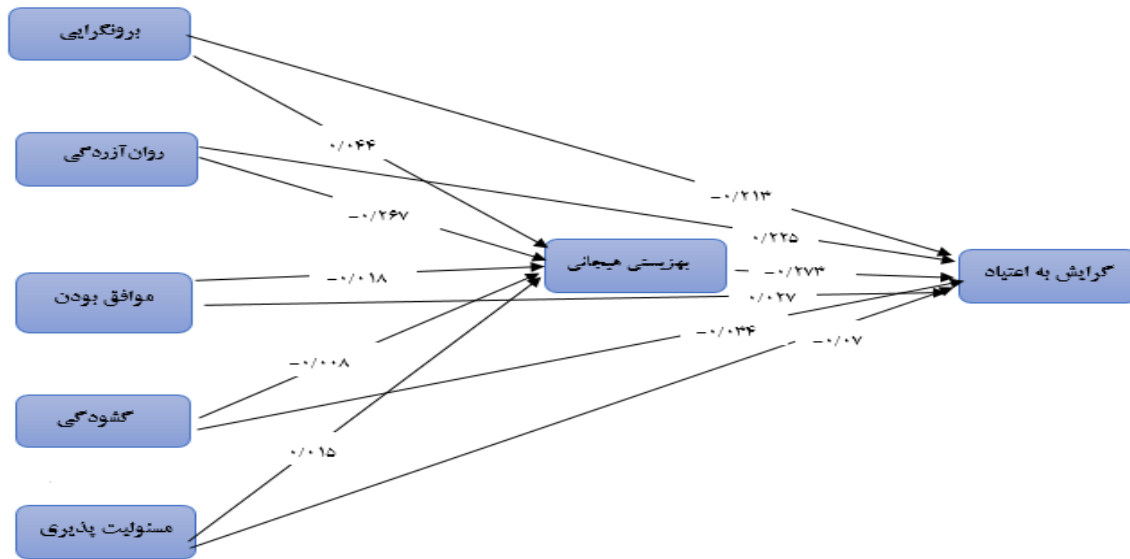 برونگرایی
۰/۰۴۴
-۰/۲۱۳
روان‌آزردگی
-۰/۲۶۷
۰/۲۲۵
بهزیستی هیجانی
-۰/۲۷۳
گرایش به اعتیاد
موافق بودن
-۰/۰۱۸
۰/۰۲۷
-۰/۰۳۴
-۰/۰۷
-۰/۰۰۸
گشودگی
۰/۰۱۵
مسئولیت پذیری